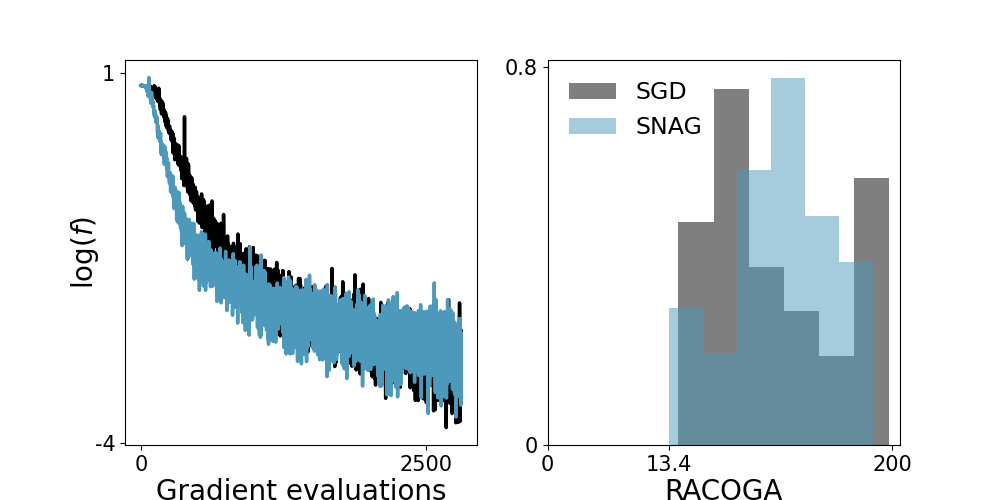 1
-4
log(f)
0
2500
Gradient evaluations
0.8
0
SGD
SNAG
0
13.4
200
RACOGA